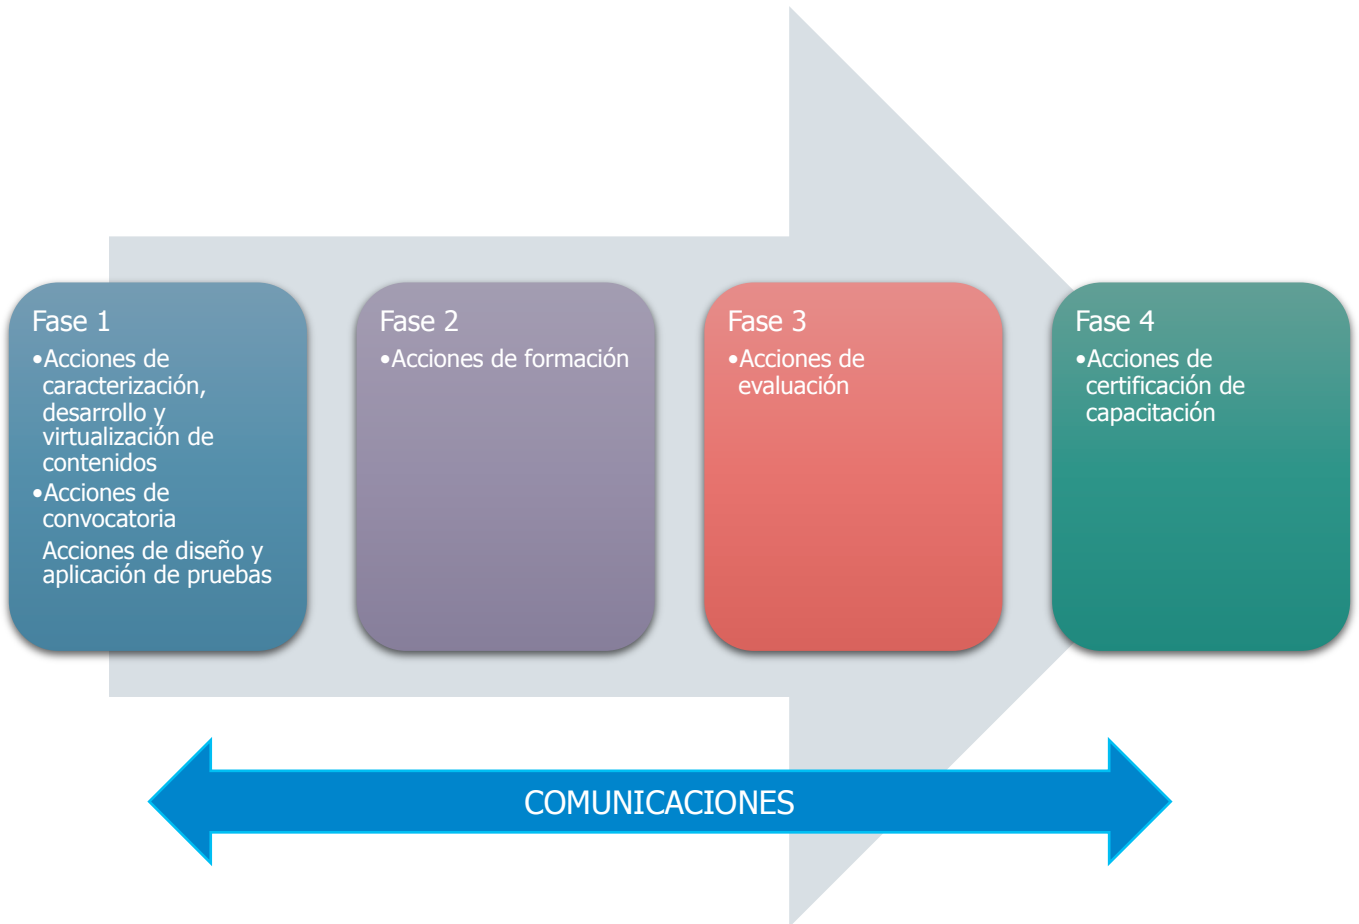 Fase 1
•Acciones de
caracterización,
desarrollo y
virtualización de
contenidos
•Acciones de
convocatoria
Acciones de diseño y
aplicación de pruebas
Fase 2
•Acciones de formación
Fase 3
•Acciones de
evaluación
Fase 4
•Acciones de
certificación de
capacitación
COMUNICACIONES